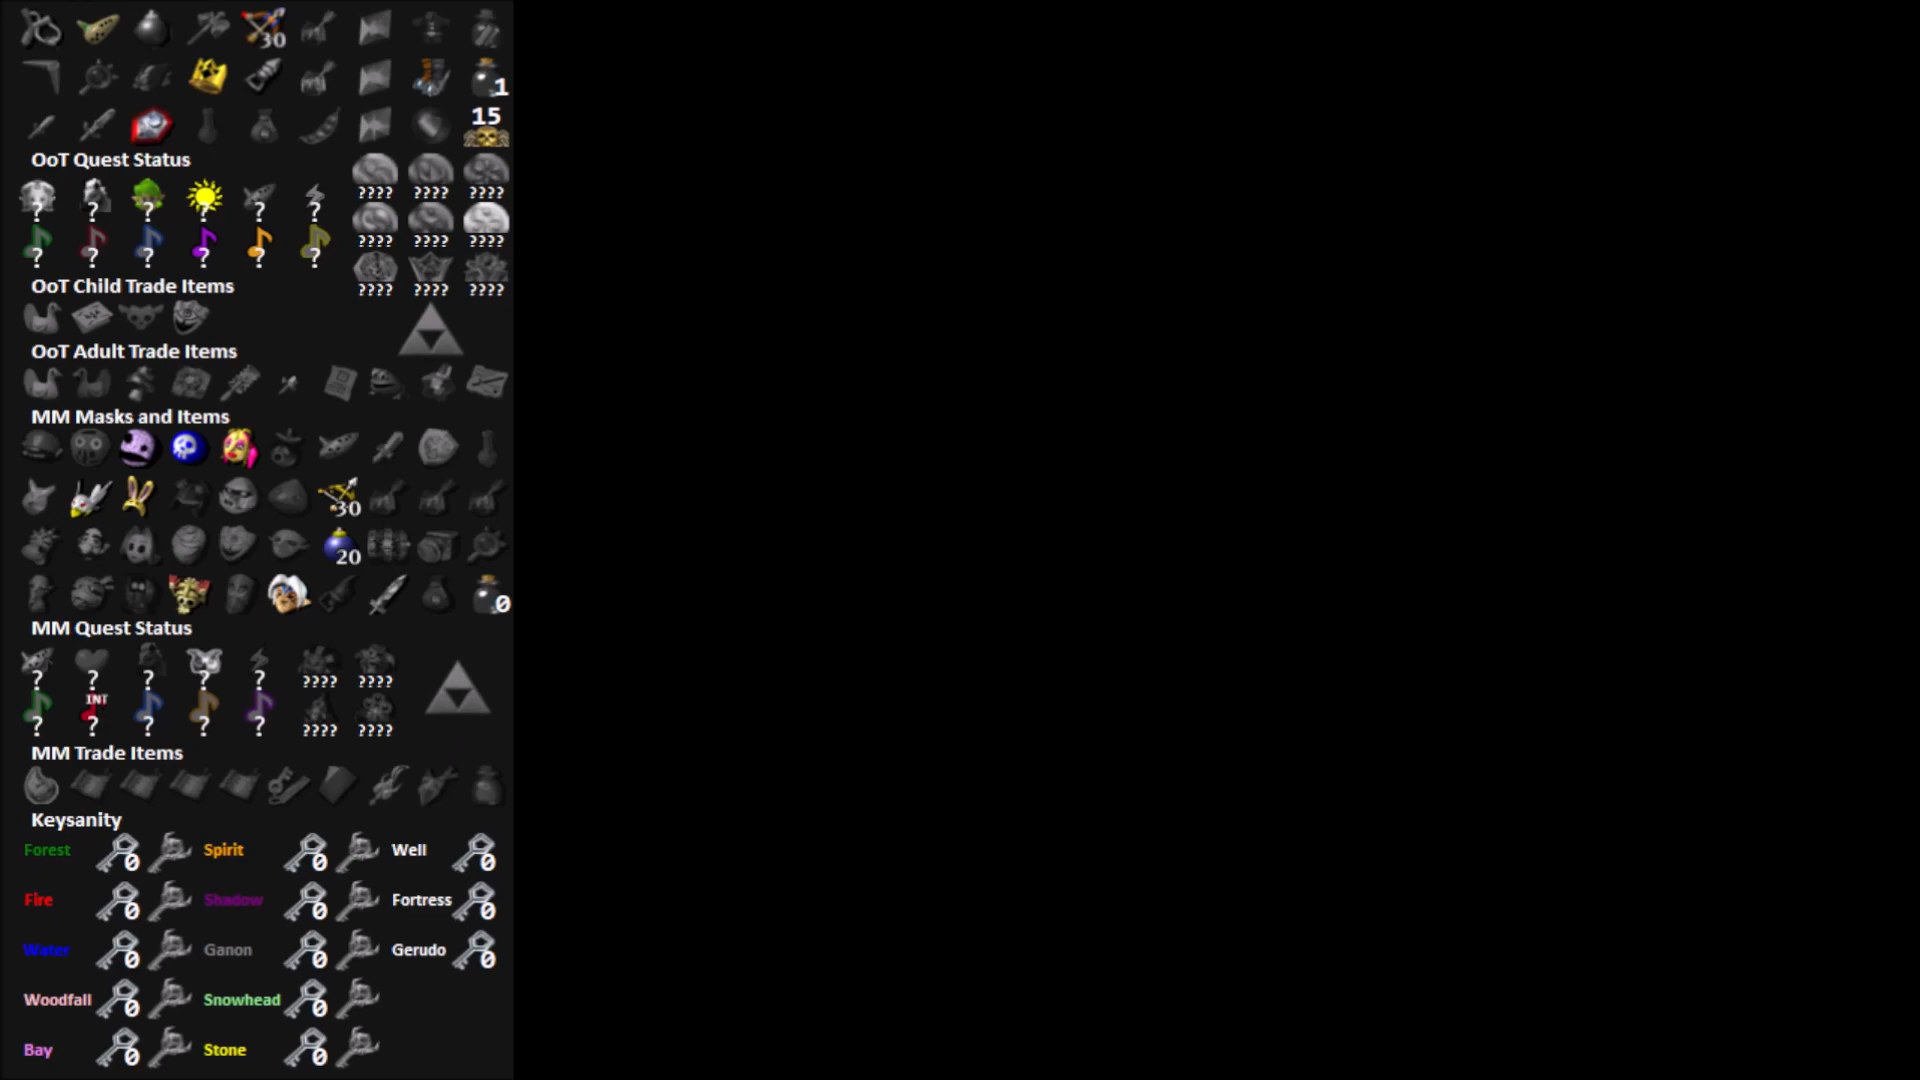 30
1
15
OoT Quest Status
???? ???? ????
? ? ? ? ? ?
???? ???? ????
? ? ? ? ? ?
OoT Child Trade Items
???? ???? ????
OoT Adult Trade Items
MM Masks and Items
30
20
0
MM Quest Status
? ? ? ? ? ???? ????
INT
? ? ? ? ? ???? ????
MM Trade Items
Keysanity
Forest 0 Spirit 0 Well 0
Fire 0 Shadow 0 Fortress 0
Water 0 Ganon 0 Gerudo 0
Woodfall 0 Snowhead 0
Bay 0 Stone 0